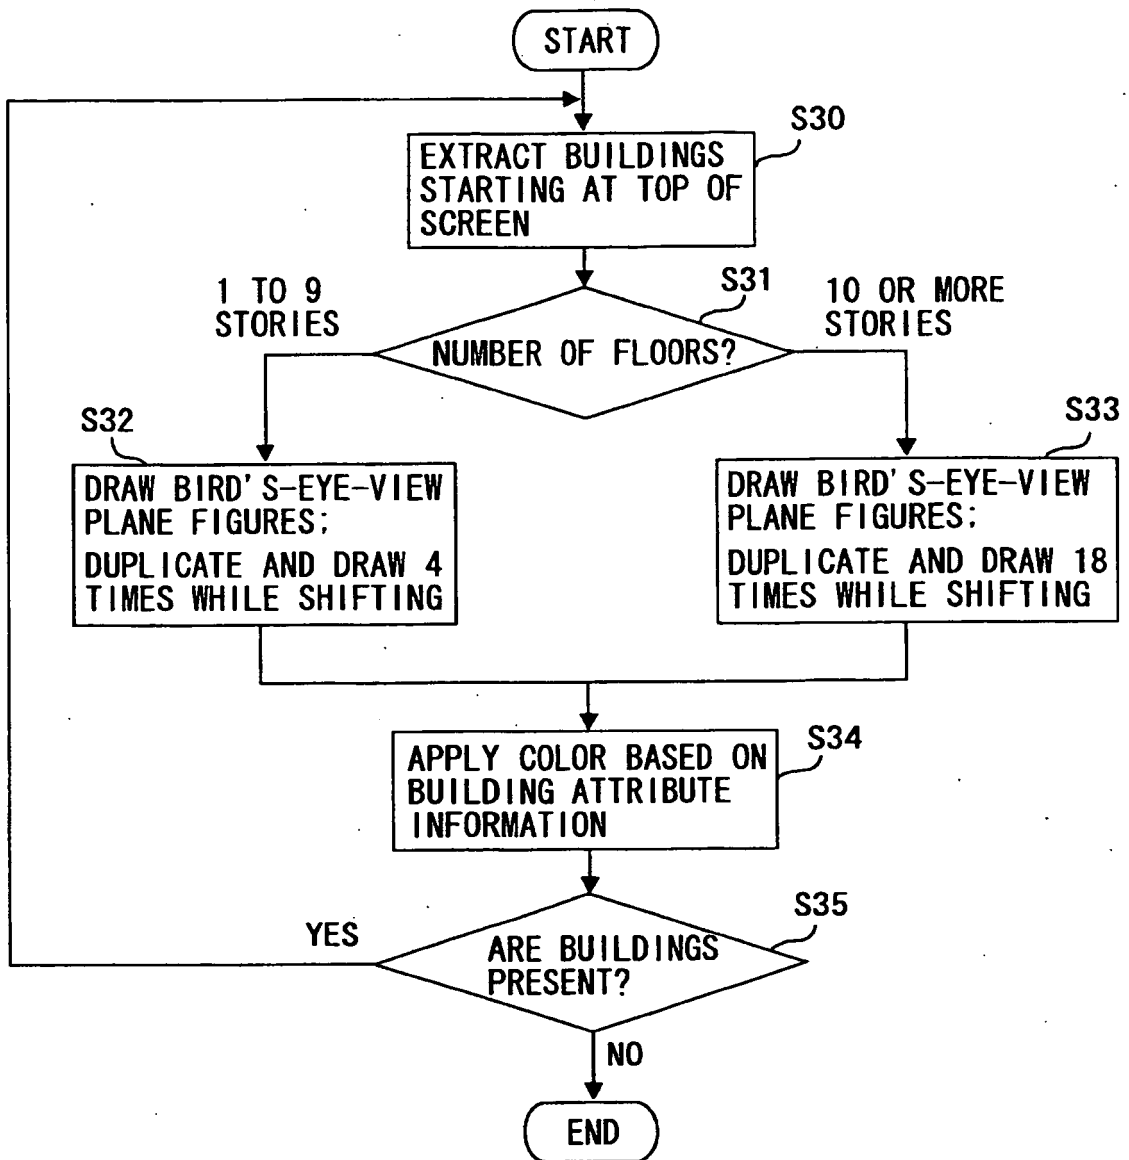 START
S30
EXTRACT BUILDINGS
STARTING AT TOP OF
SCREEN
S31
1 TO 9
STORIES
10 OR MORE
STORIES
NUMBER OF FLOORS?
S32
S33
DRAW BIRD'S-EYE-VIEW
PLANE FIGURES:
DUPLICATE AND DRAW 4
TIMES WHILE SHIFTING
DRAW BIRD'S-EYE-VIEW
PLANE FIGURES:
DUPLICATE AND DRAW 18
TIMES WHILE SHIFTING
S34
APPLY COLOR BASED ON
BUILDING ATTRIBUTE
INFORMATION
S35
YES
ARE BUILDINGS
PRESENT?
NO
END